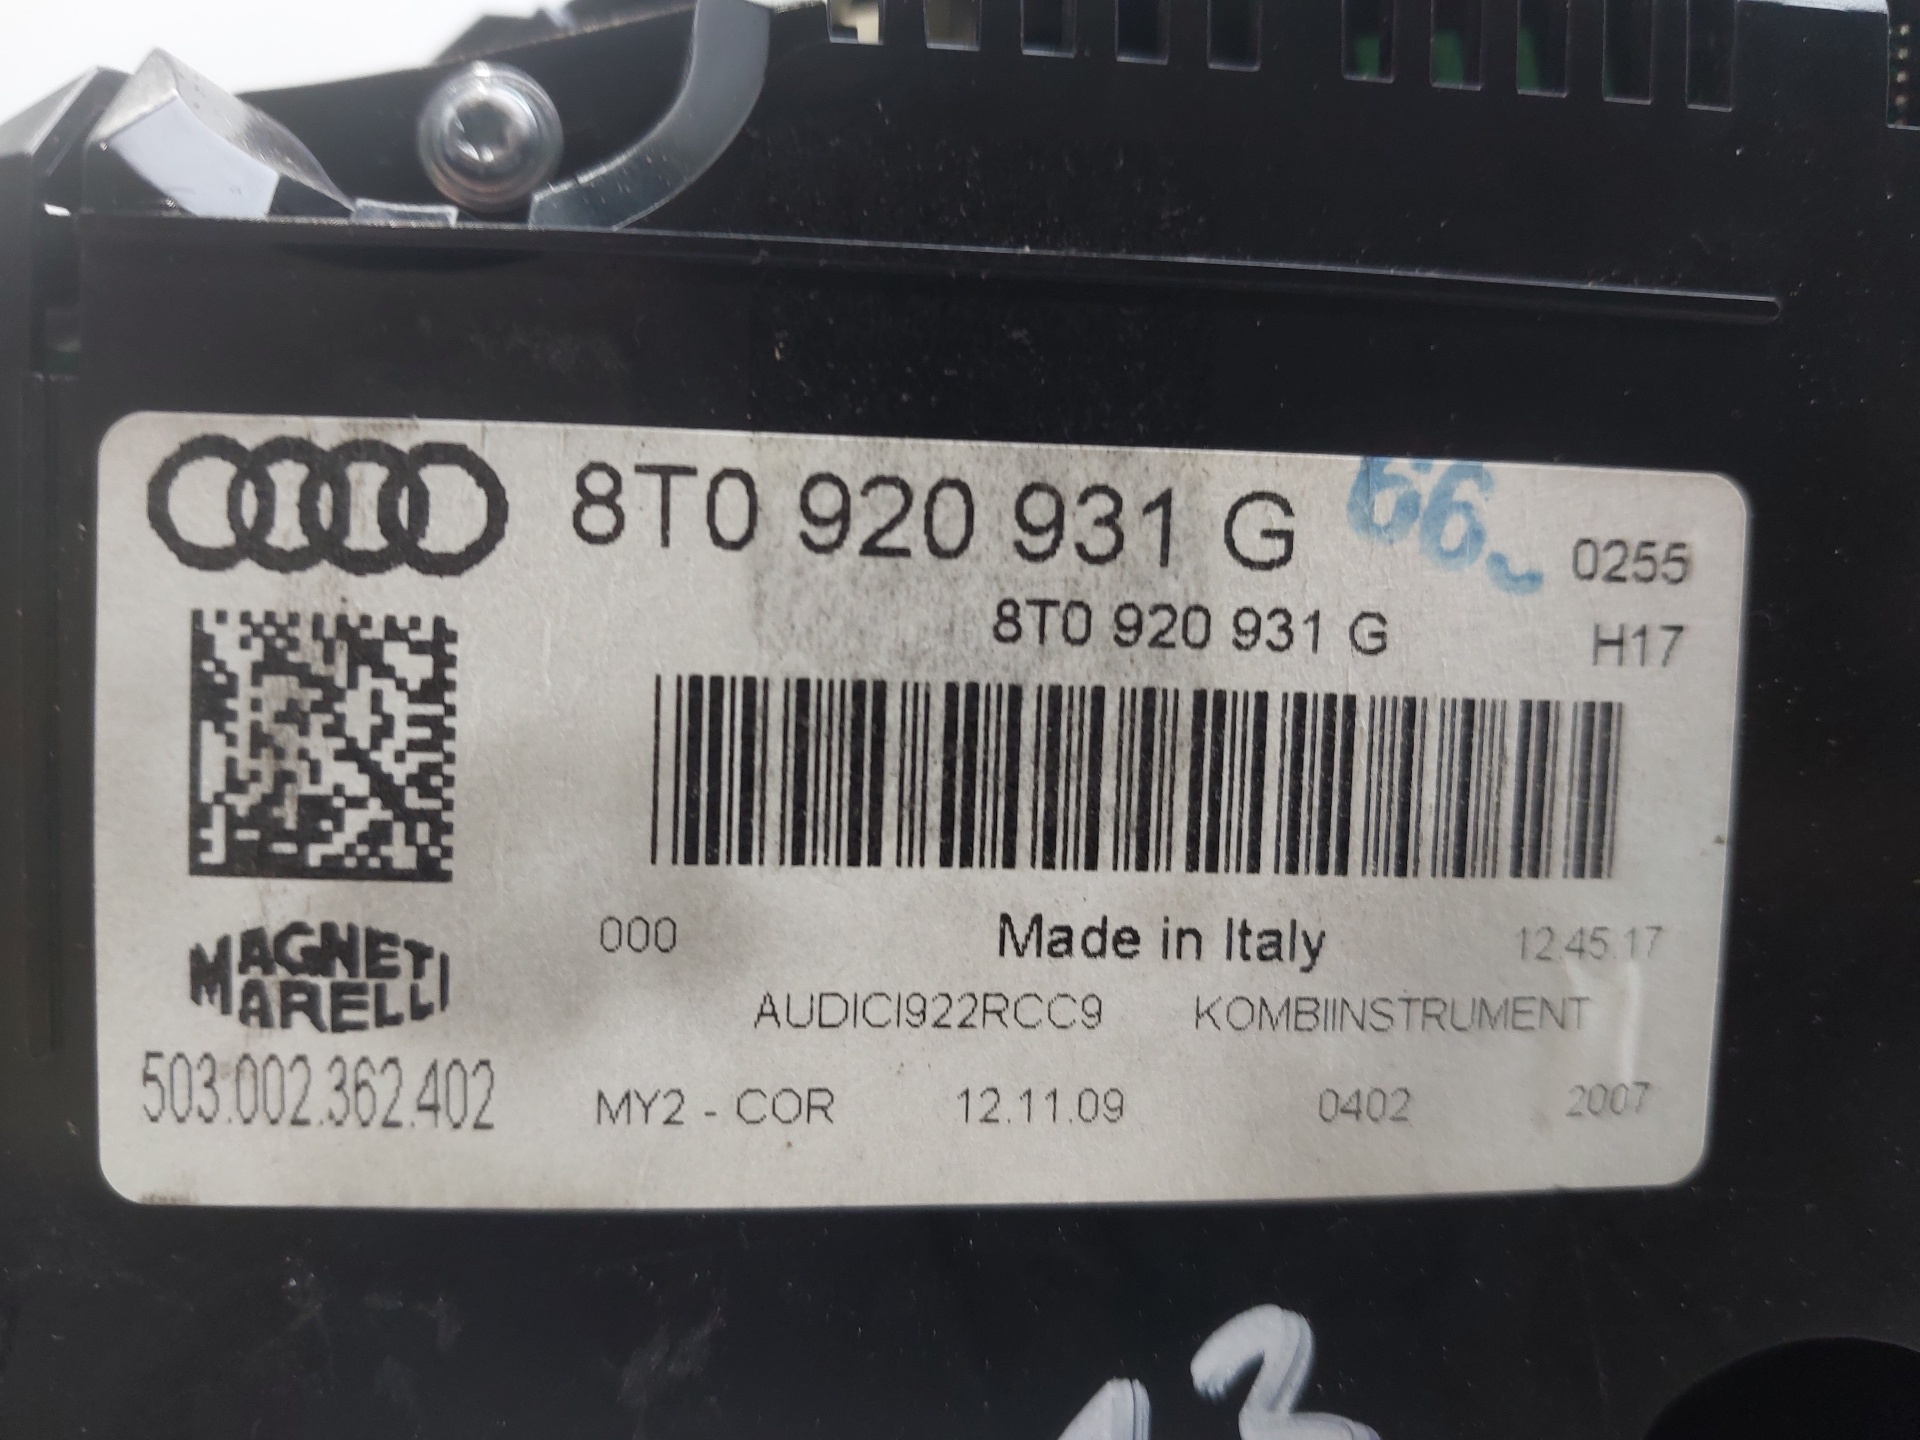 8T0 920 931 G 66 0255
8T0 920 931 G H17
MAGNETI
MARELLI
000 Made in Italy 12.45.17
AUDICI922RCC9 KOMBIINSTRUMENT
503.002.362.402 MY2 - COR 12.11.09 0402 2007
13